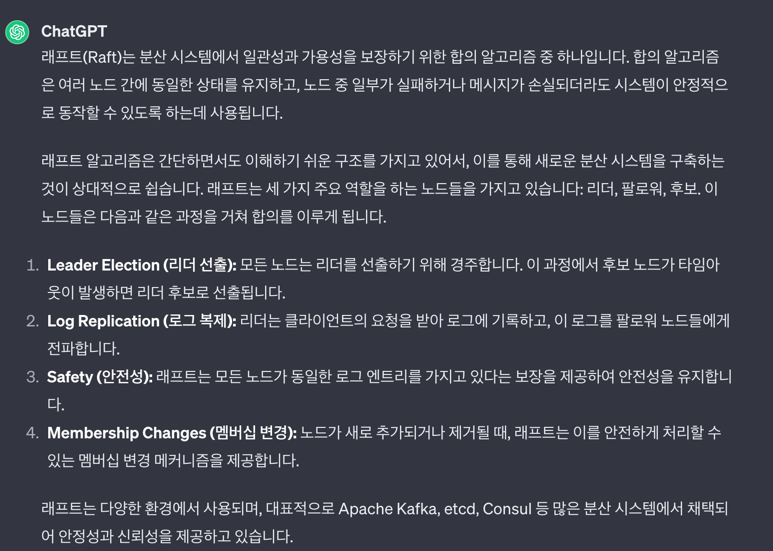 ChatGPT
래프트(Raft)는 분산 시스템에서 일관성과 가용성을 보장하기 위한 합의 알고리즘 중 하나입니다. 합의 알고리즘
은 여러 노드 간에 동일한 상태를 유지하고, 노드 중 일부가 실패하거나 메시지가 손실되더라도 시스템이 안정적으
로 동작할 수 있도록 하는데 사용됩니다.
래프트 알고리즘은 간단하면서도 이해하기 쉬운 구조를 가지고 있어서, 이를 통해 새로운 분산 시스템을 구축하는
것이 상대적으로 쉽습니다. 래프트는 세 가지 주요 역할을 하는 노드들을 가지고 있습니다: 리더, 팔로워, 후보. 이
노드들은 다음과 같은 과정을 거쳐 합의를 이루게 됩니다.
1. Leader Election (리더 선출): 모든 노드는 리더를 선출하기 위해 경주합니다. 이 과정에서 후보 노드가 타임아
웃이 발생하면 리더 후보로 선출됩니다.
2. Log Replication (로그 복제): 리더는 클라이언트의 요청을 받아 로그에 기록하고, 이 로그를 팔로워 노드들에게
전파합니다.
3. Safety (안전성): 래프트는 모든 노드가 동일한 로그 엔트리를 가지고 있다는 보장을 제공하여 안전성을 유지합니
다.
4. Membership Changes (멤버십 변경): 노드가 새로 추가되거나 제거될 때, 래프트는 이를 안전하게 처리할 수
있는 멤버십 변경 메커니즘을 제공합니다.
래프트는 다양한 환경에서 사용되며, 대표적으로 Apache Kafka, etcd, Consul 등 많은 분산 시스템에서 채택되
어 안정성과 신뢰성을 제공하고 있습니다.